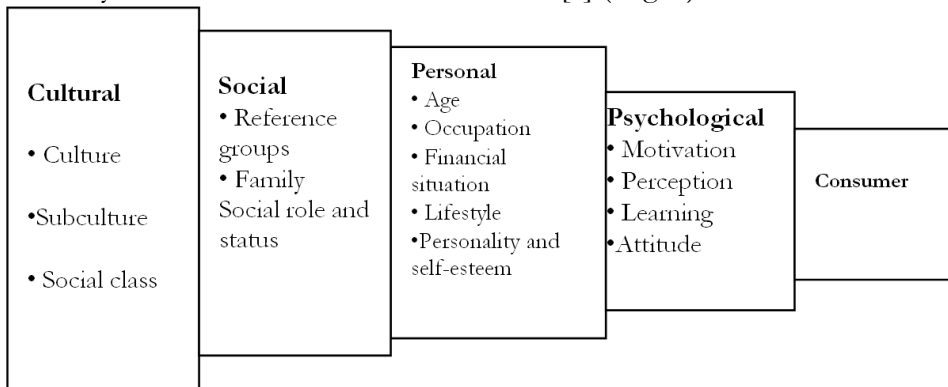 Cultural
• Culture
•Subculture
• Social class
Social
• Reference
groups
• Family
Social role and
status
Personal
• Age
• Occupation
• Financial
situation
• Lifestyle
•Personality and
self-esteem
Psychological
• Motivation
• Perception
• Learning
•Attitude
Consumer